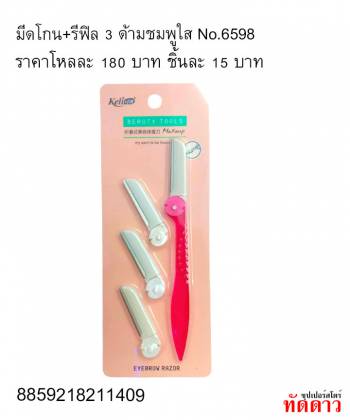 มีดโกน+รีฟิล 3 ด้ามชมพูใส No.6598
ราคาโหลละ 180 บาท ชิ้นละ 15 บาท
Keli
BEAUTY TOOLS
Makeup
EYEBROW RAZOR
8859218211409
ซุปเปอร์สโตร์
ทัดดาว